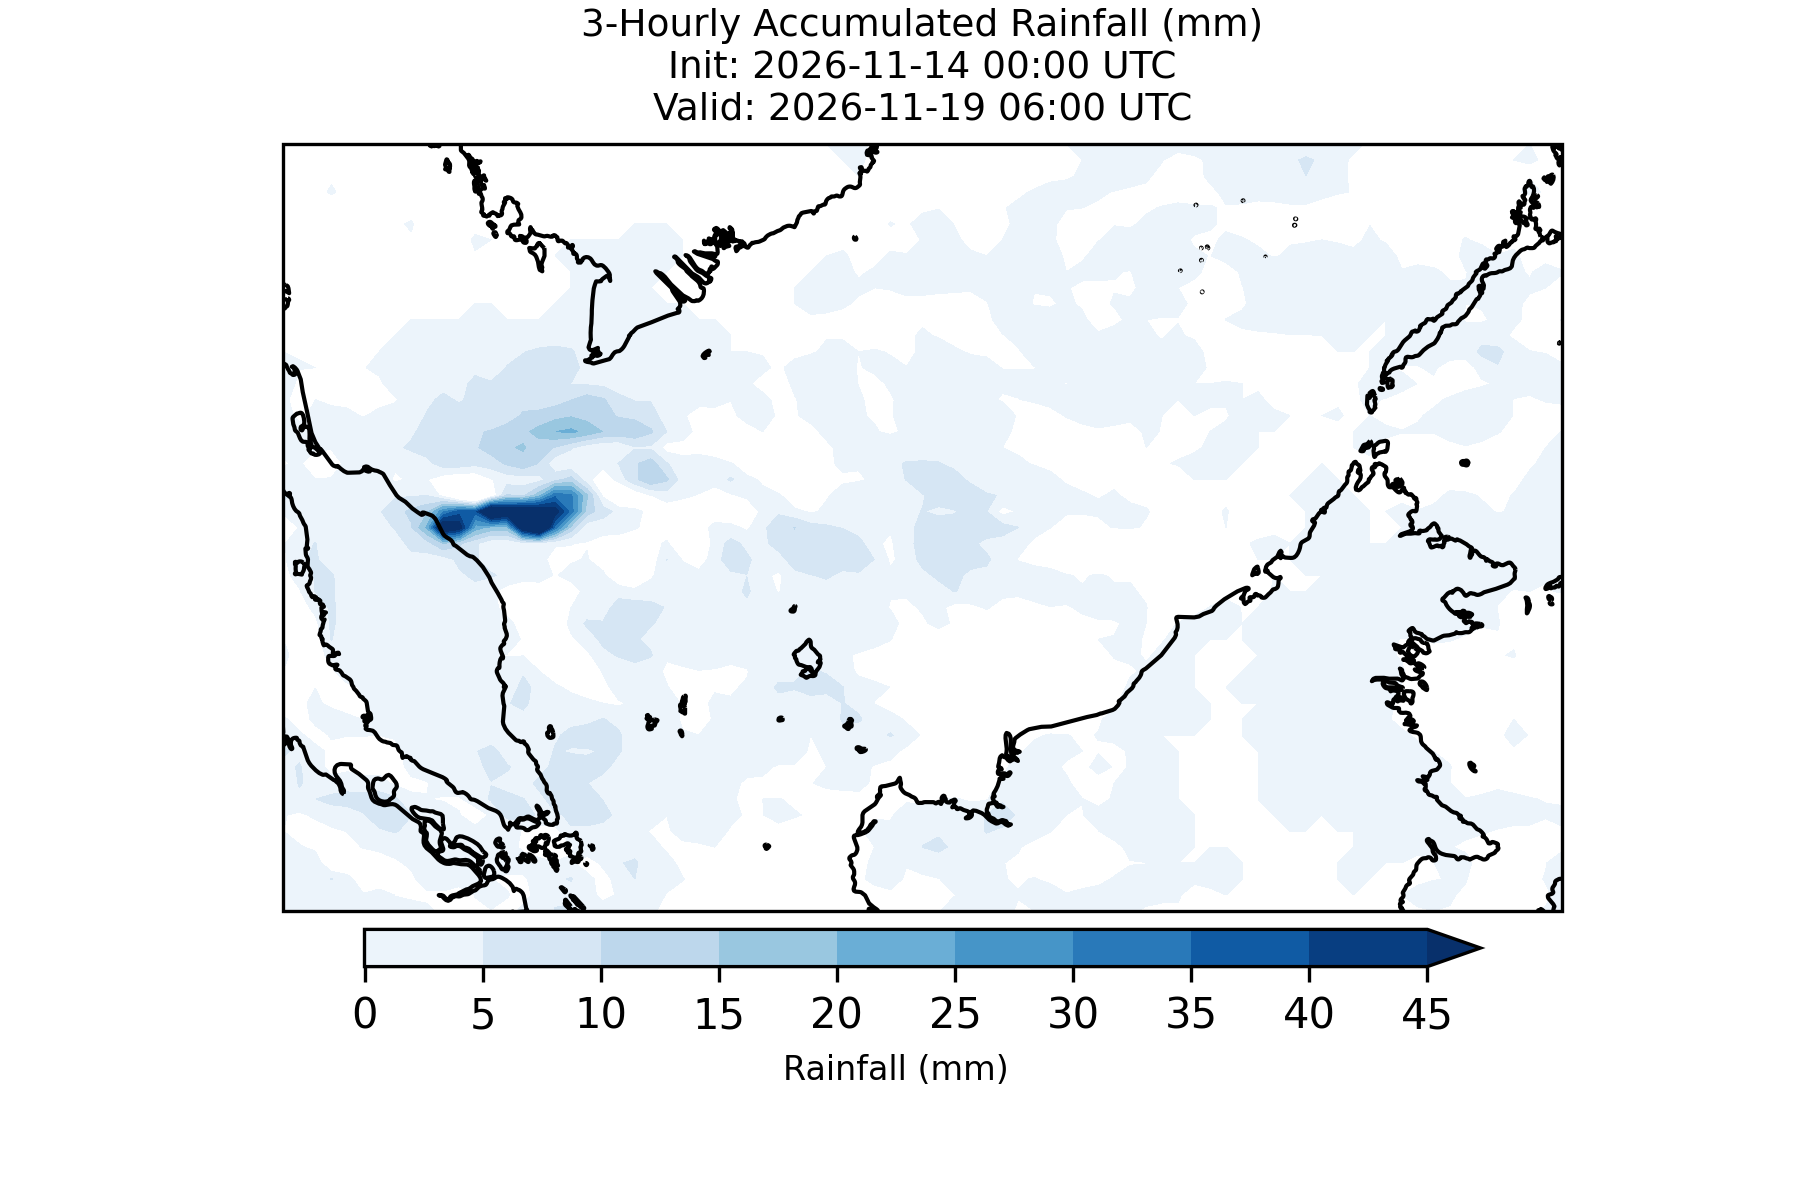 3-Hourly Accumulated Rainfall (mm)
Init: 2026-11-14 00:00 UTC
Valid: 2026-11-19 06:00 UTC
0 5 10 15 20 25 30 35 40 45
Rainfall (mm)